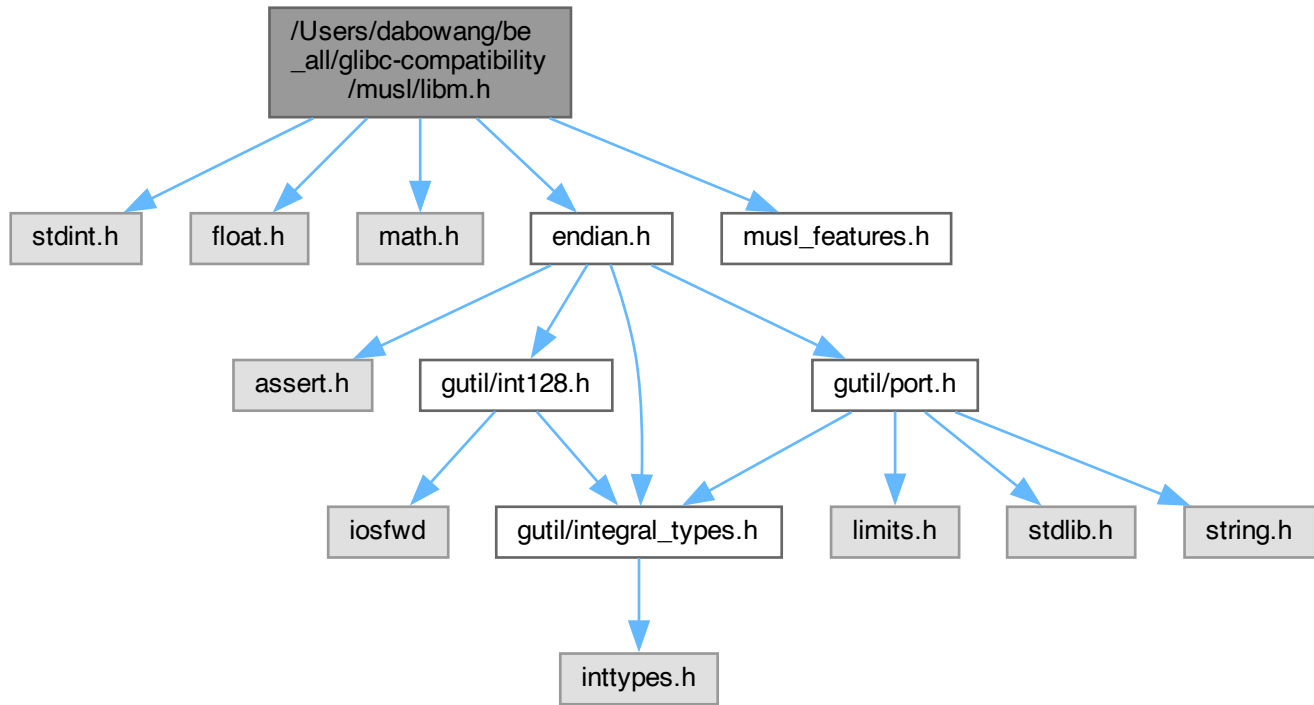 /Users/dabowang/be
_all/glibc-compatibility
/musl/libm.h
stdint.h
float.h
math.h
endian.h
musl_features.h
assert.h
gutil/int128.h
gutil/port.h
iosfwd
gutil/integral_types.h
limits.h
stdlib.h
string.h
inttypes.h